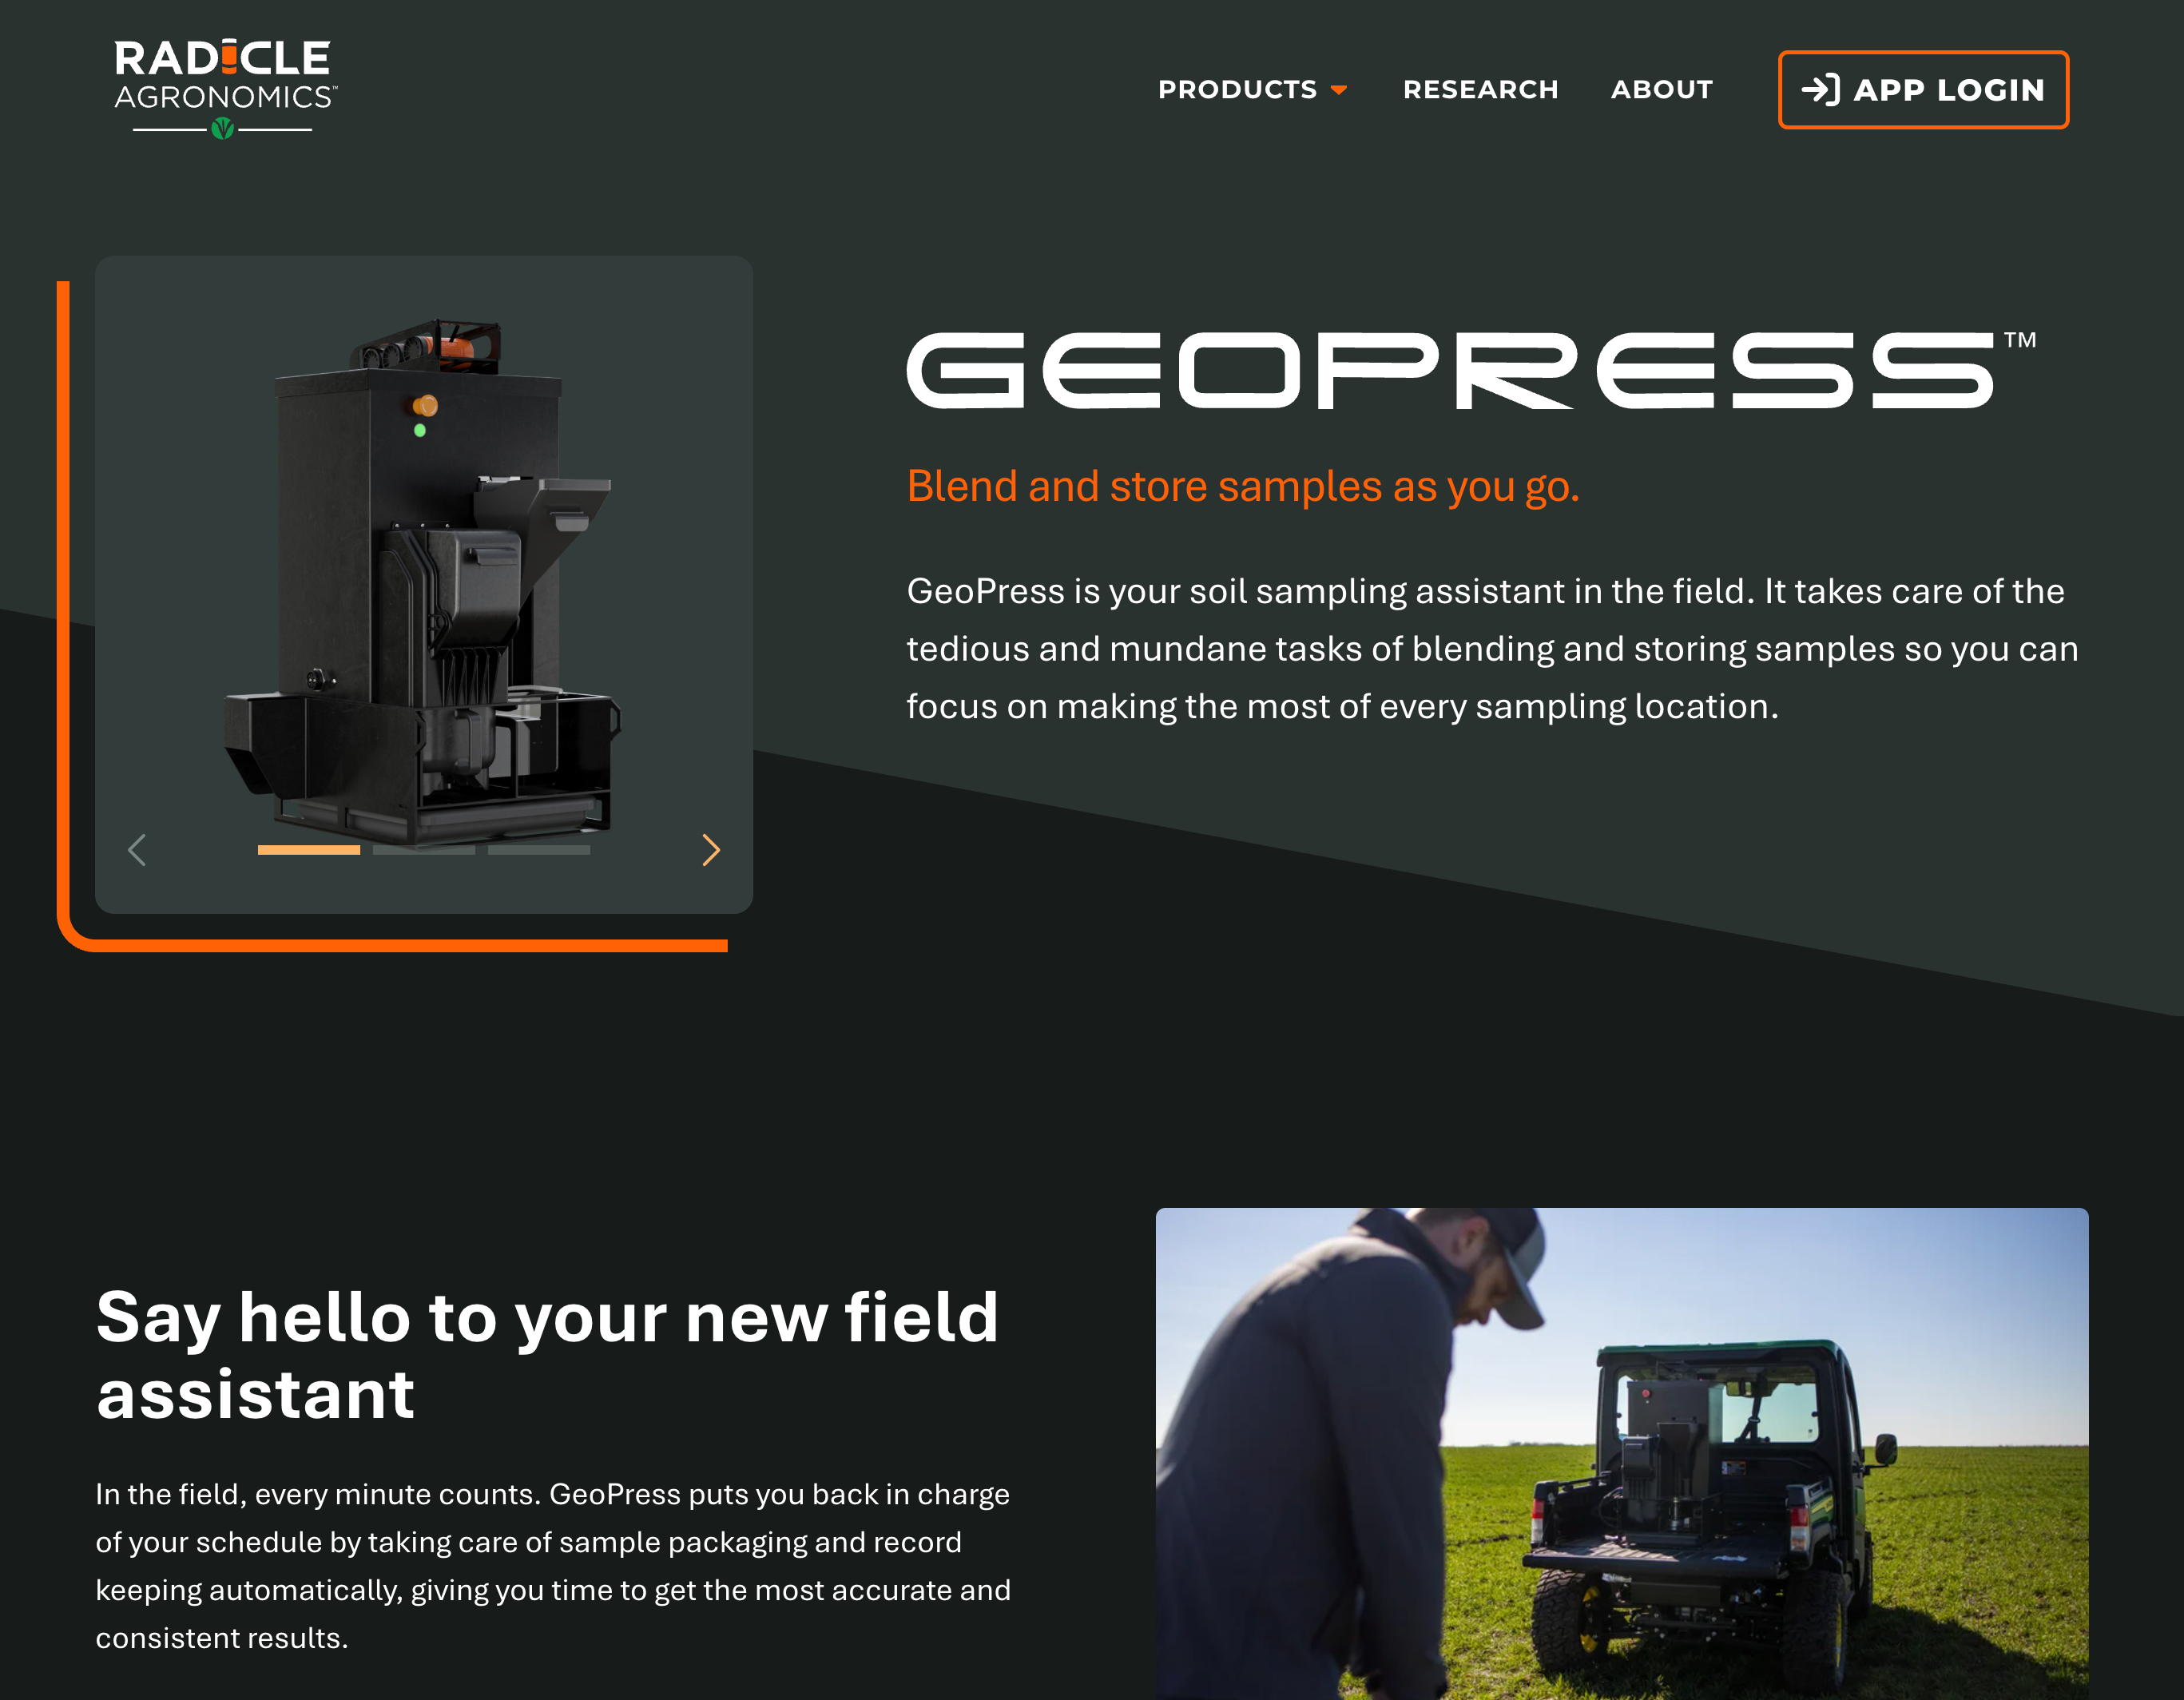 RADICLE
AGRONOMICS™
PRODUCTS
RESEARCH
ABOUT
APP LOGIN
GEOPRESS™
Blend and store samples as you go.
GeoPress is your soil sampling assistant in the field. It takes care of the
tedious and mundane tasks of blending and storing samples so you can
focus on making the most of every sampling location.
Say hello to your new field
assistant
In the field, every minute counts. GeoPress puts you back in charge
of your schedule by taking care of sample packaging and record
keeping automatically, giving you time to get the most accurate and
consistent results.